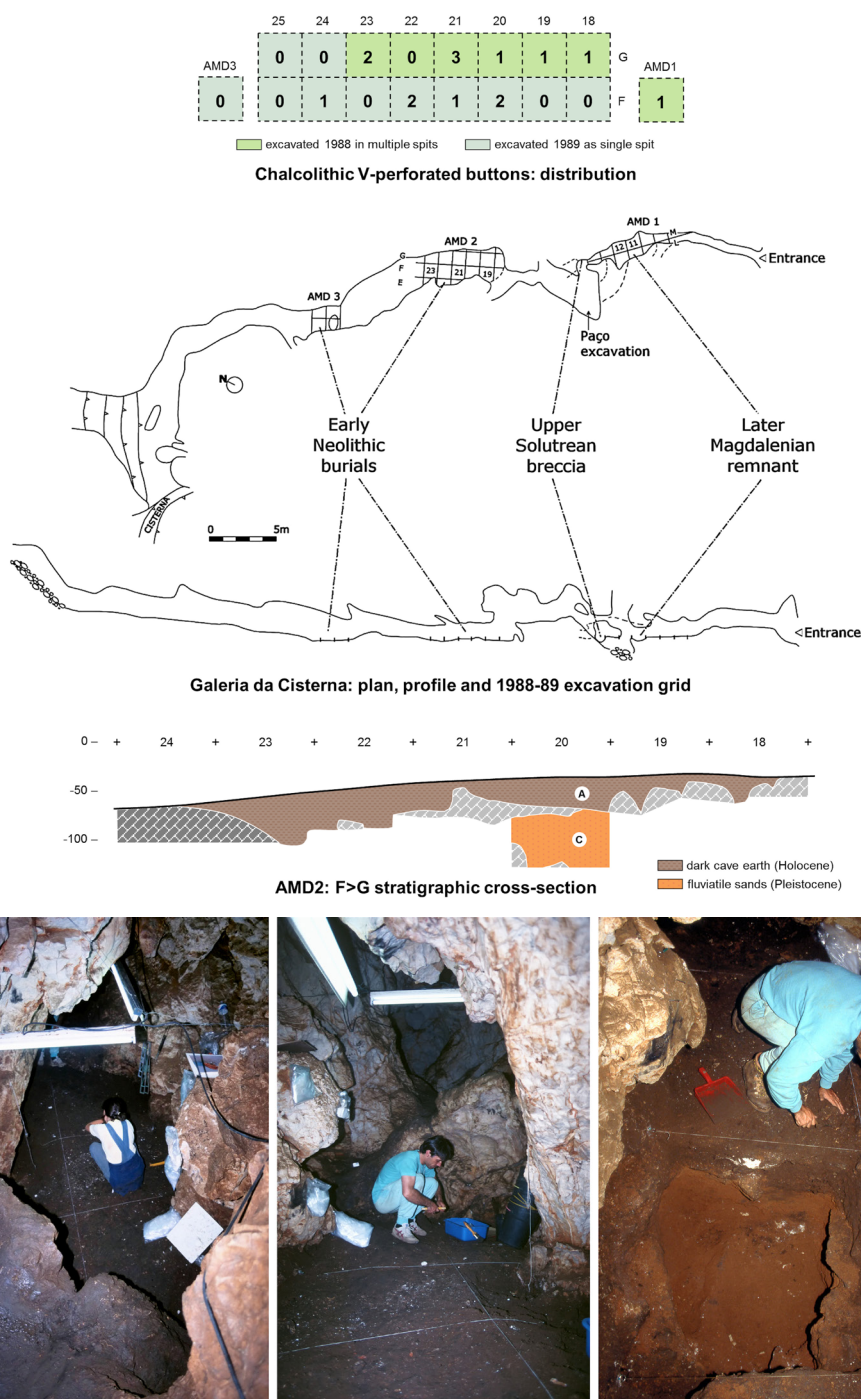 25 24 23 22 21 20 19 18
AMD3
0 0 2 0 3 1 1 1 G
AMD1
0
0 1 0 2 1 2 0 0 F
1
excavated 1988 in multiple spits
excavated 1989 as single spit
Chalcolithic V-perforated buttons: distribution
AMD 1
M
12 11 L
AMD 2
G
F
E
23 21 19
<Entrance
AMD 3
Paço
excavation
N
Early
Neolithic
burials
Upper
Solutrean
breccia
Later
Magdalenian
remnant
CISTERNA
0 5m
<Entrance
Galeria da Cisterna: plan, profile and 1988-89 excavation grid
0 – + 24 + 23 + 22 + 21 + 20 + 19 + 18 +
-50 –
A
-100 –
C
dark cave earth (Holocene)
fluviatile sands (Pleistocene)
AMD2: F>G stratigraphic cross-section